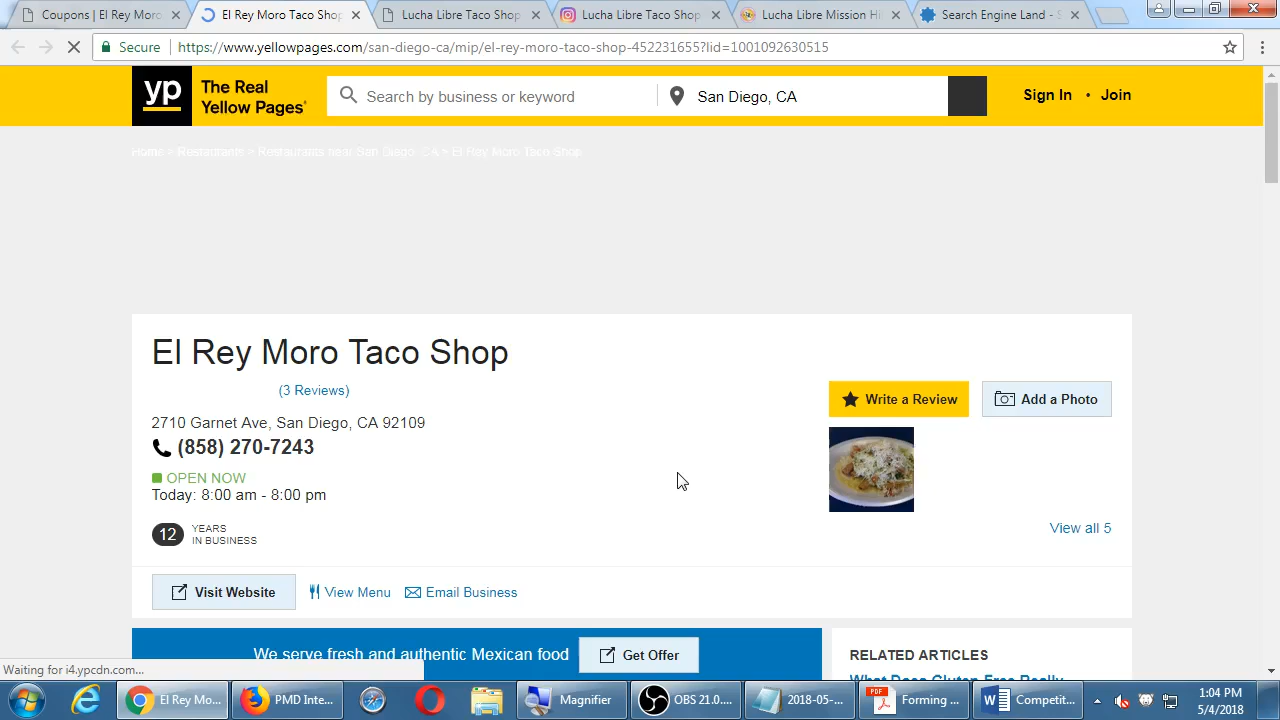 Coupons | El Rey Moro
El Rey Moro Taco Shop
Lucha Libre Taco Shop
Lucha Libre Taco Shop
Lucha Libre Mission Hi
Search Engine Land - S
Secure
https://www.yellowpages.com/san-diego-ca/mip/el-rey-moro-taco-shop-452231655?lid=1001092630515
yp
The Real
Yellow Pages®
Search by business or keyword
San Diego, CA
Sign In • Join
Home > Restaurants > Restaurants near San Diego, CA > El Rey Moro Taco Shop
El Rey Moro Taco Shop
(3 Reviews)
Write a Review
Add a Photo
2710 Garnet Ave, San Diego, CA 92109
(858) 270-7243
OPEN NOW
Today: 8:00 am - 8:00 pm
12
YEARS
IN BUSINESS
View all 5
Visit Website
View Menu
Email Business
We serve fresh and authentic Mexican food
Get Offer
RELATED ARTICLES
What Does Gluten-Free Really
Waiting for i4.ypcdn.com...
El Rey Mo...
PMD Inte...
Magnifier
OBS 21.0....
2018-05-...
PDF
Forming ...
Competit...
1:04 PM
5/4/2018